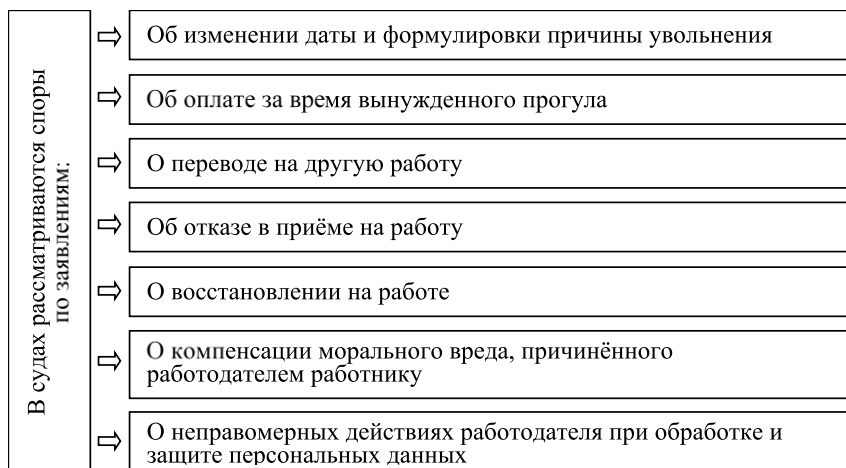 В судах рассматриваются споры
по заявлениям:
Об изменении даты и формулировки причины увольнения
Об оплате за время вынужденного прогула
О переводе на другую работу
Об отказе в приёме на работу
О восстановлении на работе
О компенсации морального вреда, причинённого
работодателем работнику
О неправомерных действиях работодателя при обработке и
защите персональных данных